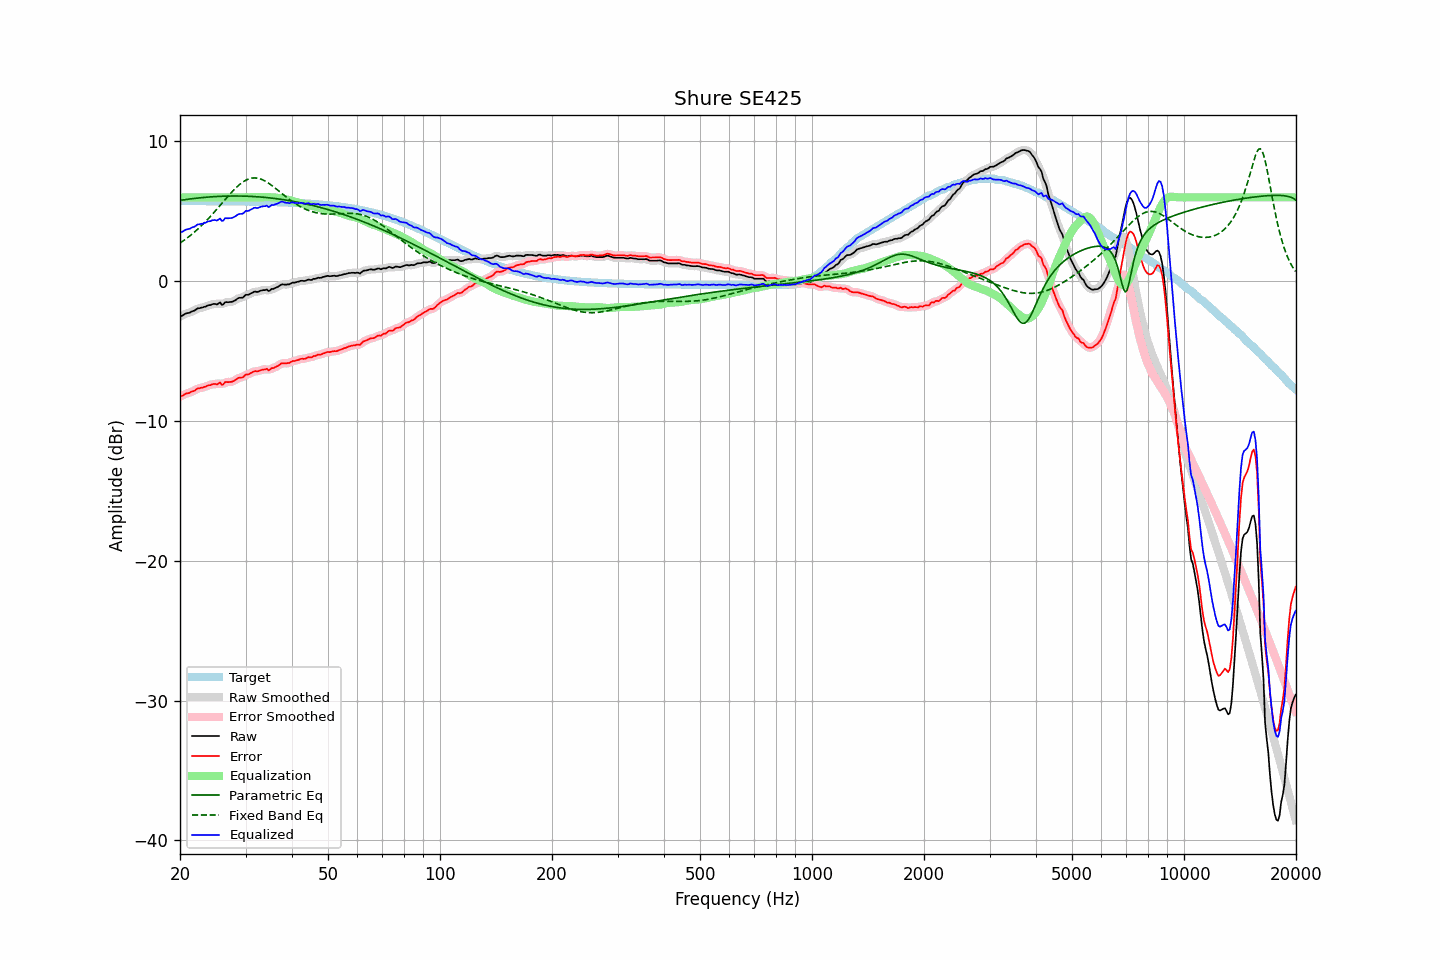 Shure SE425
10
0
−10
−20
−30
−40
Amplitude (dBr)
Target
Raw Smoothed
Error Smoothed
Raw
Error
Equalization
Parametric Eq
Fixed Band Eq
Equalized
20 50 100 200 500 1000 2000 5000 10000 20000
Frequency (Hz)